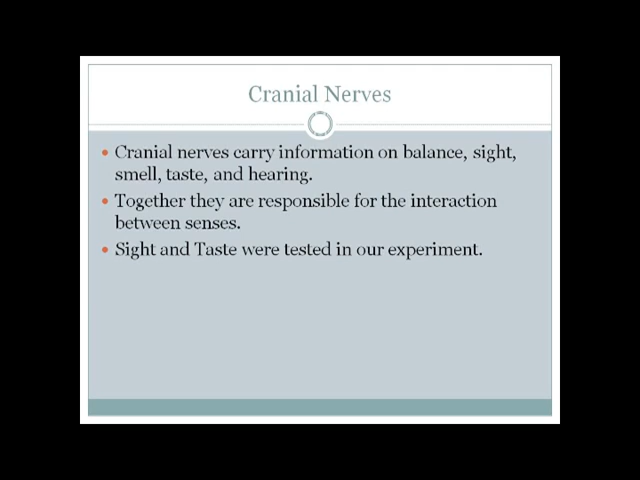 Cranial Nerves
• Cranial nerves carry information on balance, sight,
smell, taste, and hearing.
• Together they are responsible for the interaction
between senses.
• Sight and Taste were tested in our experiment.